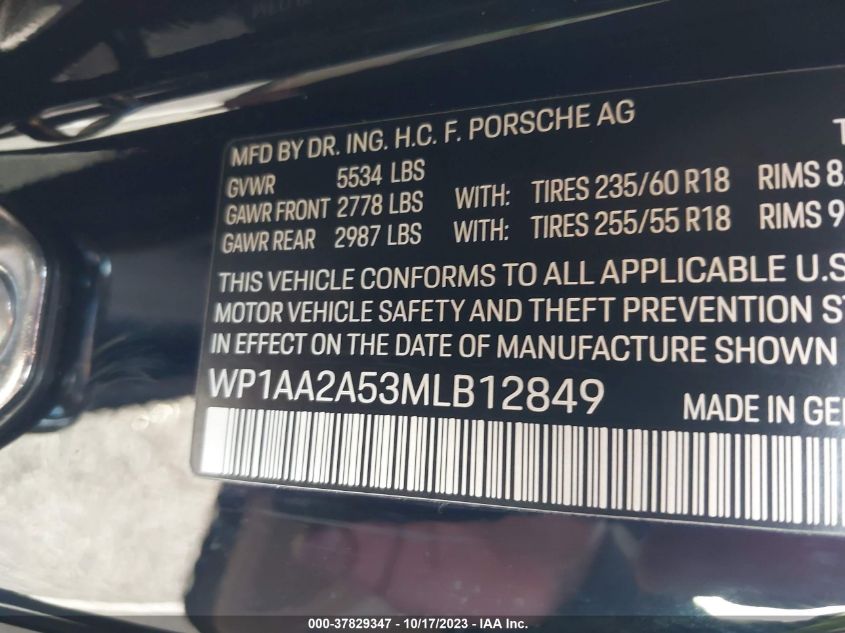 MFD BY DR. ING. H.C. F. PORSCHE AG
GVWR 5534 LBS
GAWR FRONT 2778 LBS WITH: TIRES 235/60 R18 RIMS 8
GAWR REAR 2987 LBS WITH: TIRES 255/55 R18 RIMS 9
THIS VEHICLE CONFORMS TO ALL APPLICABLE U.S
MOTOR VEHICLE SAFETY AND THEFT PREVENTION
IN EFFECT ON THE DATE OF MANUFACTURE SHOWN
WP1AA2A53MLB12849 MADE IN
000-37829347 - 10/17/2023 - IAA Inc.